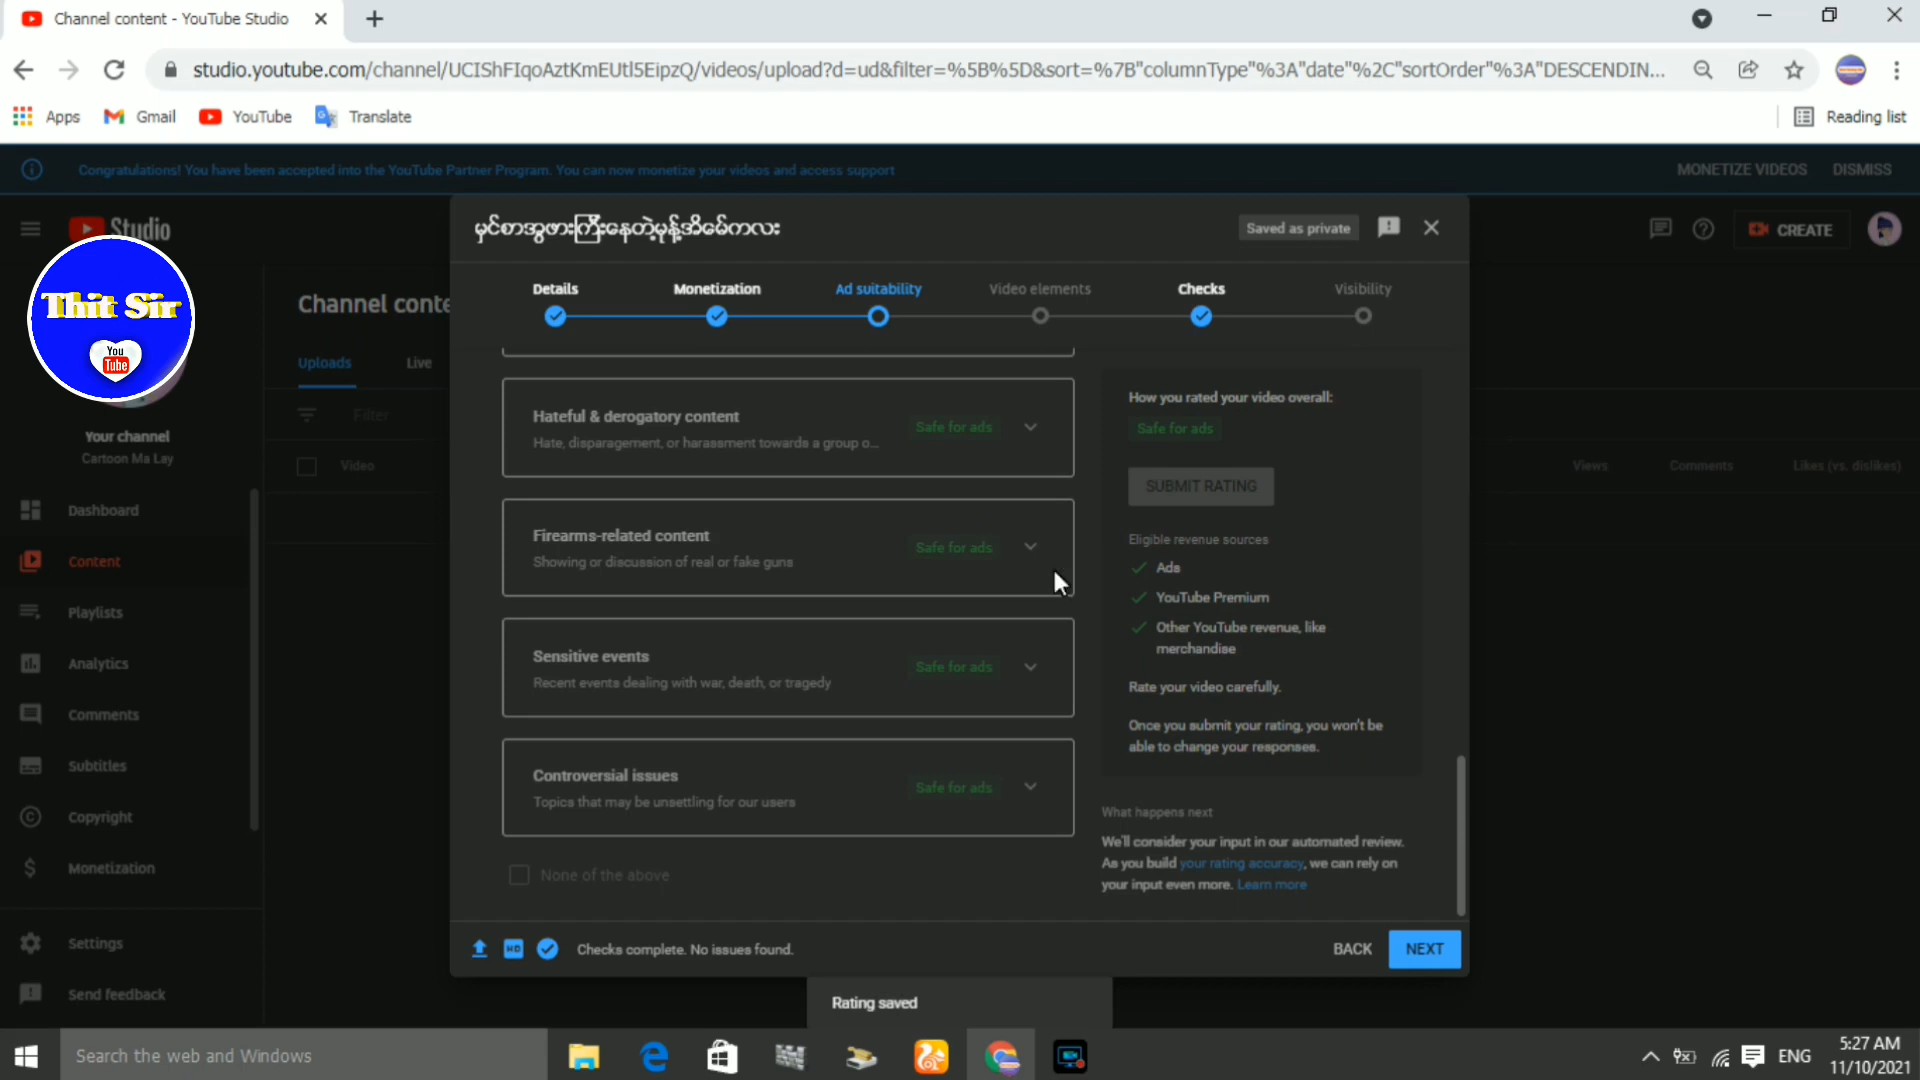 Channel content - YouTube Studio
studio.youtube.com/channel/UCIShFIqoAztKmEUtl5EipzQ/videos/upload?d=ud&filter=%5B%5D&sort=%7B"columnType"%3A"date"%2C"sortOrder"%3A"DESCENDIN...
Apps
Gmail
YouTube
Translate
Reading list
Congratulations! You have been accepted into the YouTube Partner Program. You can now monetize your videos and access support
MONETIZE VIDEOS
DISMISS
Studio
မှင်စာအွဖားကြီးနေတဲ့မုန့်အိမ်ကလး
Saved as private
CREATE
Thit Sir
You
Tube
Channel conte
Details
Monetization
Ad suitability
Video elements
Checks
Visibility
Uploads
Live
Filter
Your channel
Cartoon Ma Lay
Video
Views
Comments
Likes (vs. dislikes)
Dashboard
Content
Playlists
Analytics
Comments
Subtitles
Copyright
Monetization
Settings
Send feedback
Hateful & derogatory content
Hate, disparagement, or harassment towards a group o...
Safe for ads
Firearms-related content
Showing or discussion of real or fake guns
Safe for ads
Sensitive events
Recent events dealing with war, death, or tragedy
Safe for ads
Controversial issues
Topics that may be unsettling for our users
Safe for ads
None of the above
How you rated your video overall:
Safe for ads
SUBMIT RATING
Eligible revenue sources
Ads
YouTube Premium
Other YouTube revenue, like
merchandise
Rate your video carefully.
Once you submit your rating, you won't be
able to change your responses.
What happens next
We'll consider your input in our automated review.
As you build your rating accuracy, we can rely on
your input even more. Learn more
HD
Checks complete. No issues found.
BACK
NEXT
Rating saved
Search the web and Windows
ENG
5:27 AM
11/10/2021